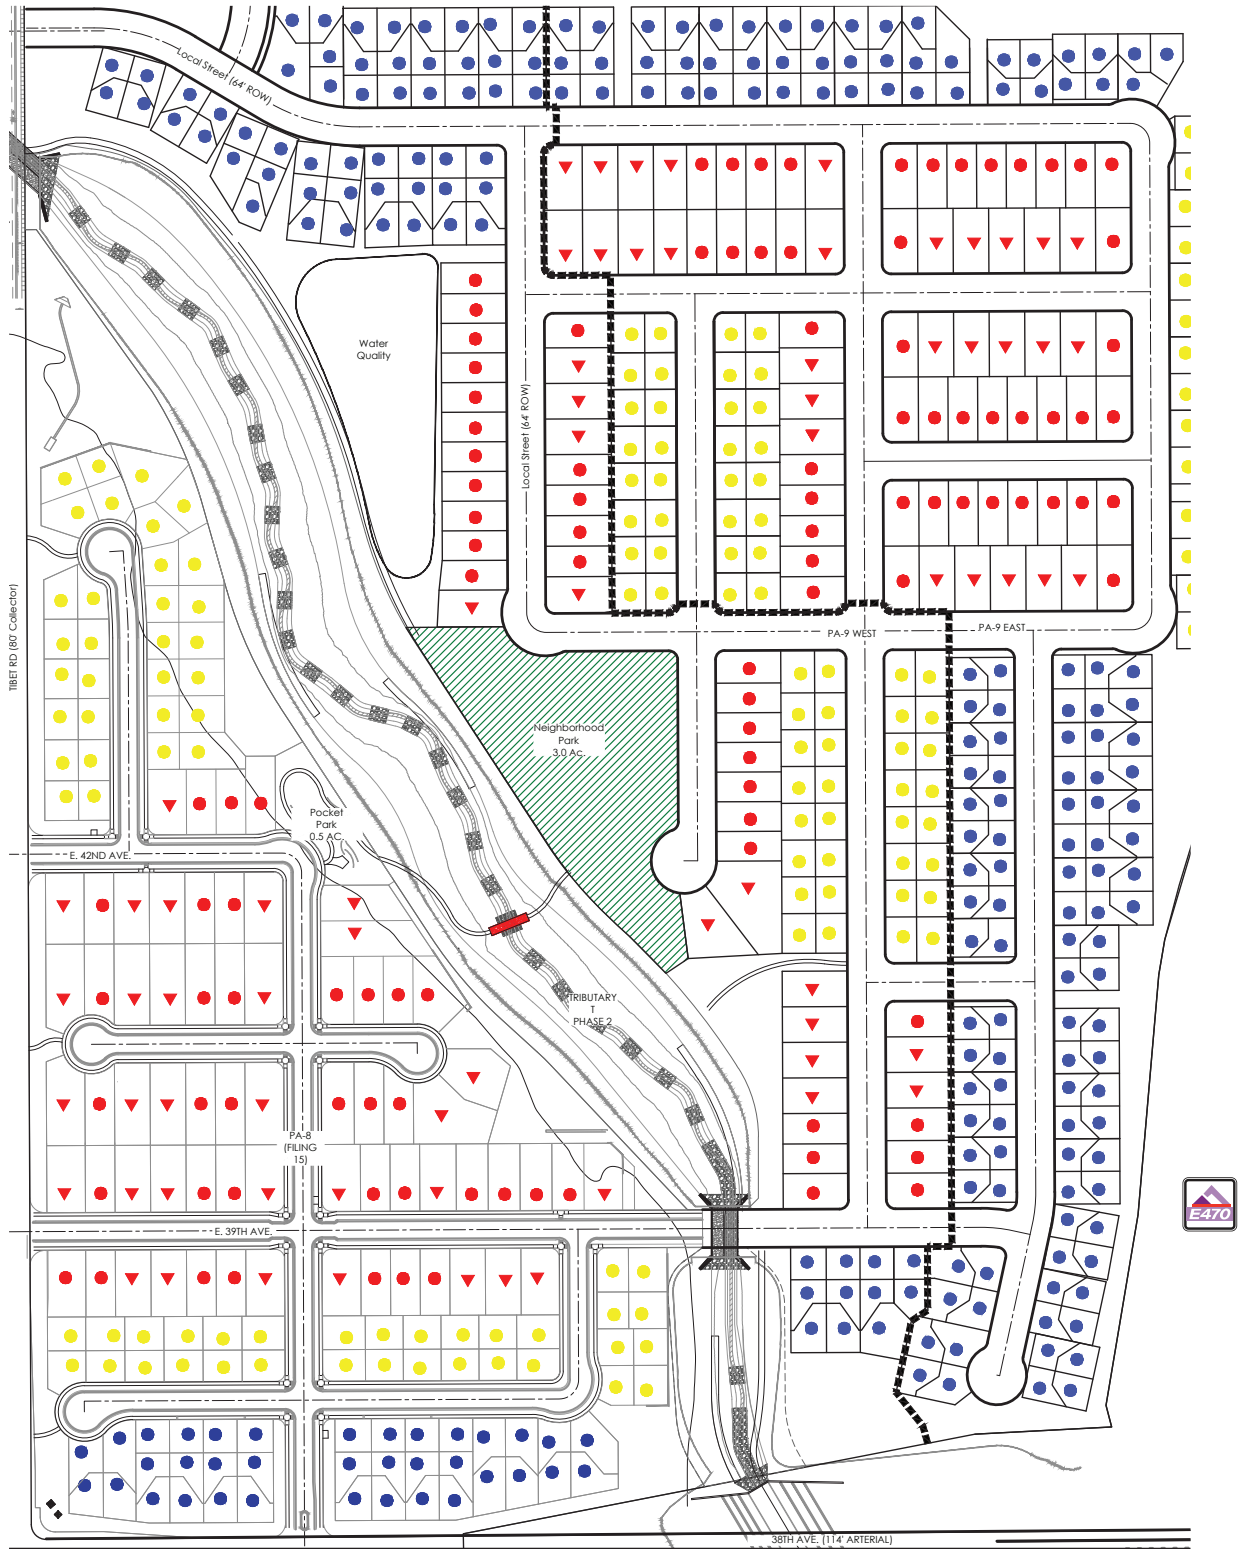 Local Street (64' ROW)
Water
Quality
Local Street (64' ROW)
TIBET RD (80' Collector)
PA-9 WEST
PA-9 EAST
Neighborhood
Park
3.0 Ac.
Pocket
Park
0.5 AC.
E. 42ND AVE.
TRIBUTARY
T
PHASE 2
PA-8
(FILING
15)
E. 39TH AVE.
E470
38TH AVE. (114' ARTERIAL)